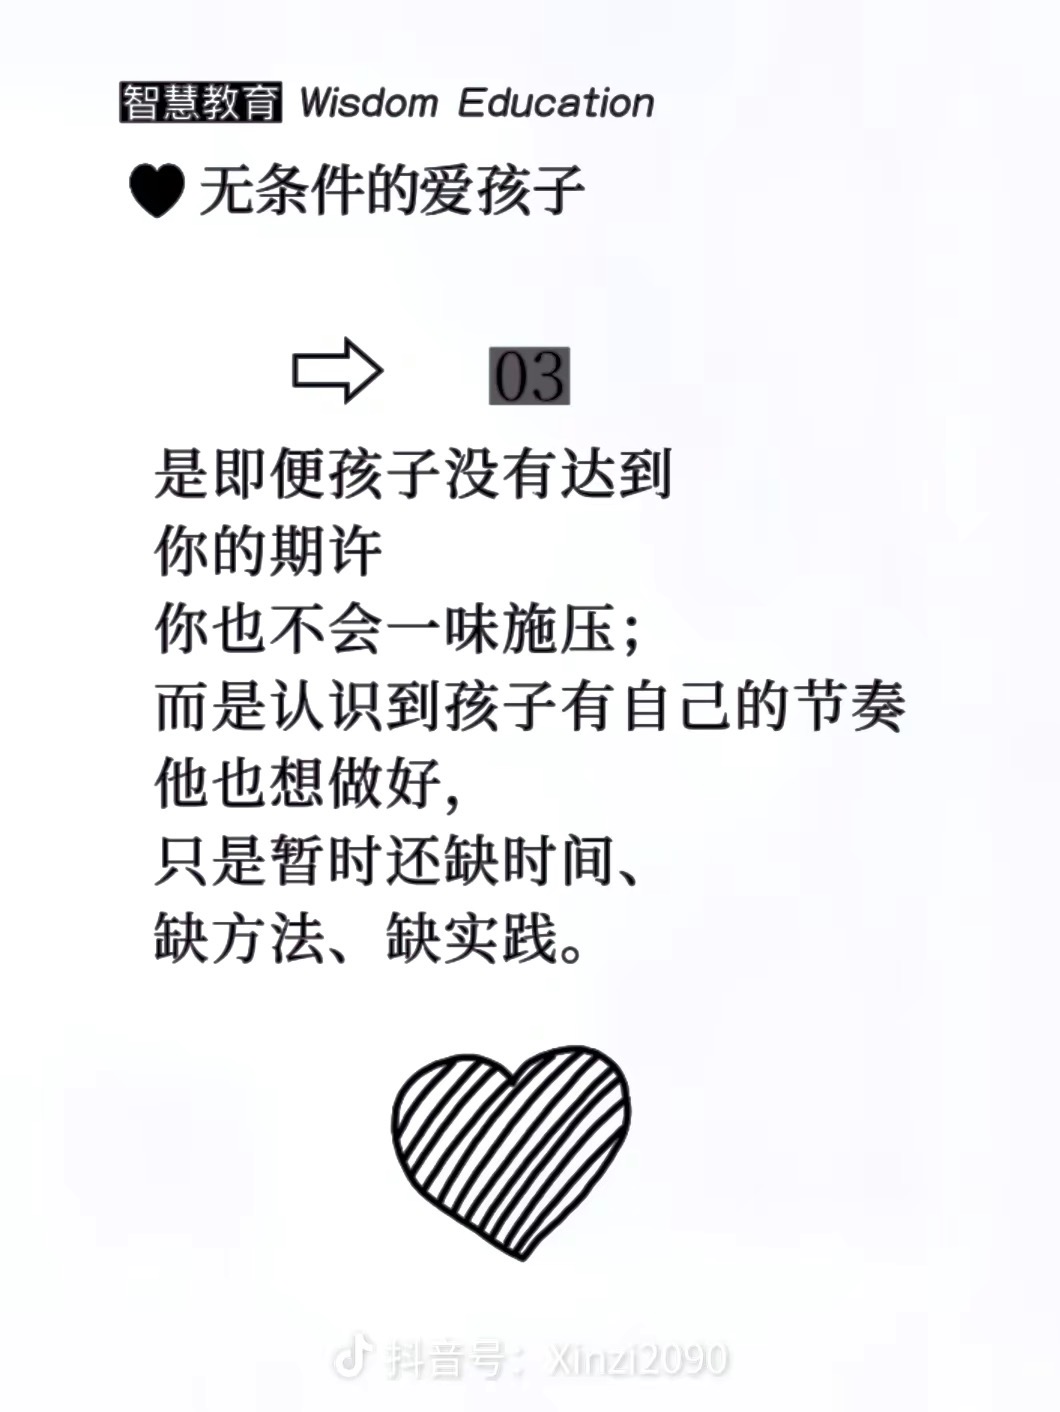 智慧教育 Wisdom Education
无条件的爱孩子
03
是即便孩子没有达到
你的期许
你也不会一味施压；
而是认识到孩子有自己的节奏
他也想做好，
只是暂时还缺时间、
缺方法、缺实践。
抖音号：Xinzi2090